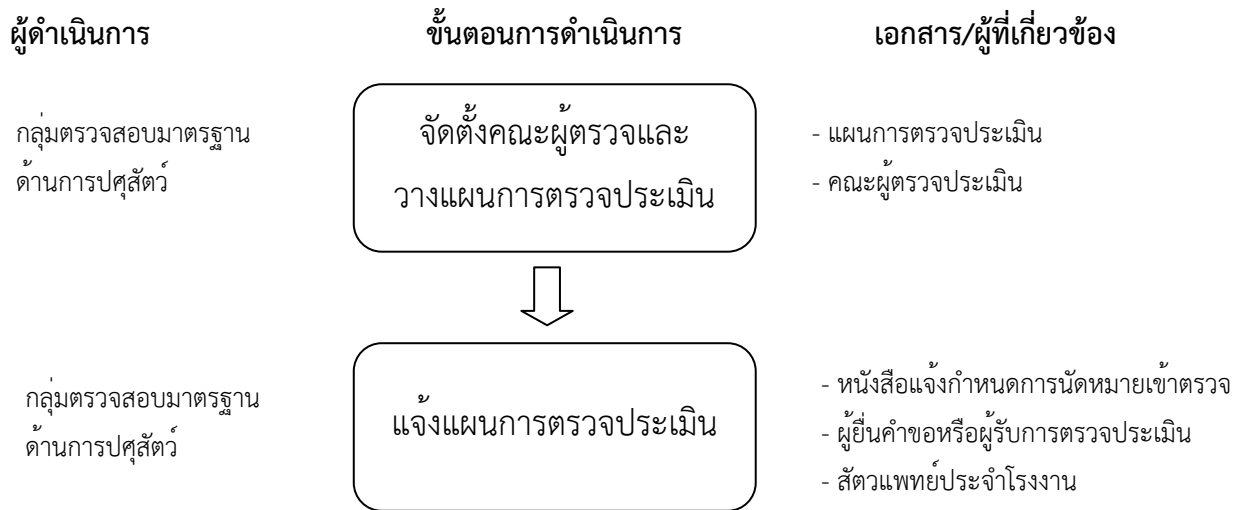 ผู้ดำเนินการ ขั้นตอนการดำเนินการ เอกสาร/ผู้ที่เกี่ยวข้อง
กลุ่มตรวจสอบมาตรฐาน
ด้านการปศุสัตว์
จัดตั้งคณะผู้ตรวจและ
วางแผนการตรวจประเมิน
- แผนการตรวจประเมิน
- คณะผู้ตรวจประเมิน
กลุ่มตรวจสอบมาตรฐาน
ด้านการปศุสัตว์
แจ้งแผนการตรวจประเมิน
- หนังสือแจ้งกำหนดการนัดหมายเข้าตรวจ
- ผู้ยื่นคำขอหรือผู้รับการตรวจประเมิน
- สัตวแพทย์ประจำโรงงาน